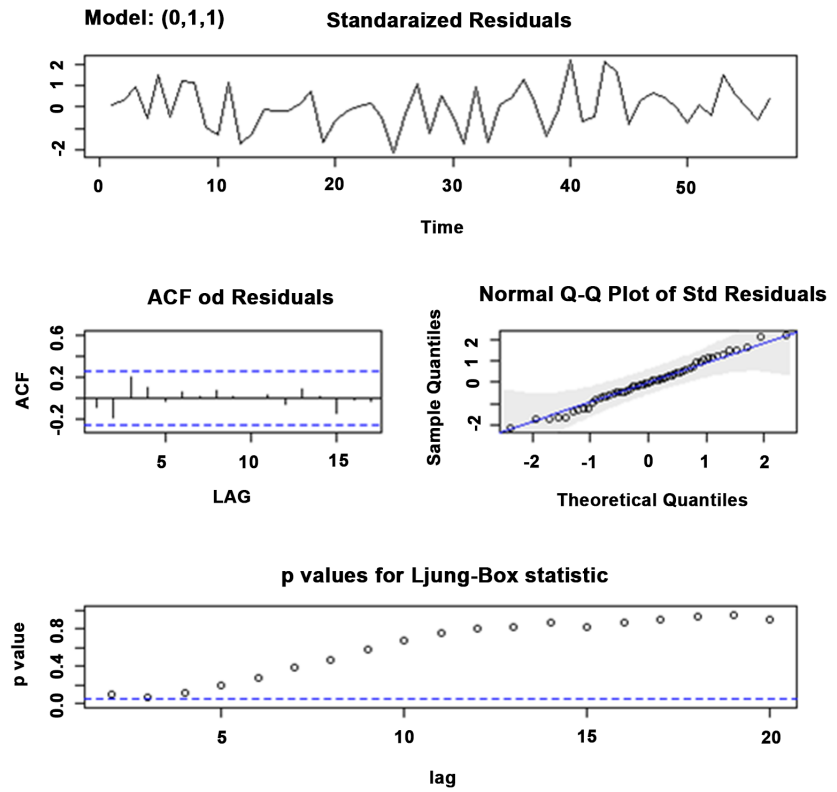 Model: (0,1,1)
Standaraized Residuals
2
1
0
-2
0 10 20 30 40 50
Time
ACF od Residuals
ACF
0.6
0.2
-0.2
5 10 15
LAG
Normal Q-Q Plot of Std Residuals
Sample Quantiles
2
1
0
-2
-2 -1 0 1 2
Theoretical Quantiles
p values for Ljung-Box statistic
p value
0.8
0.4
0.0
5 10 15 20
lag